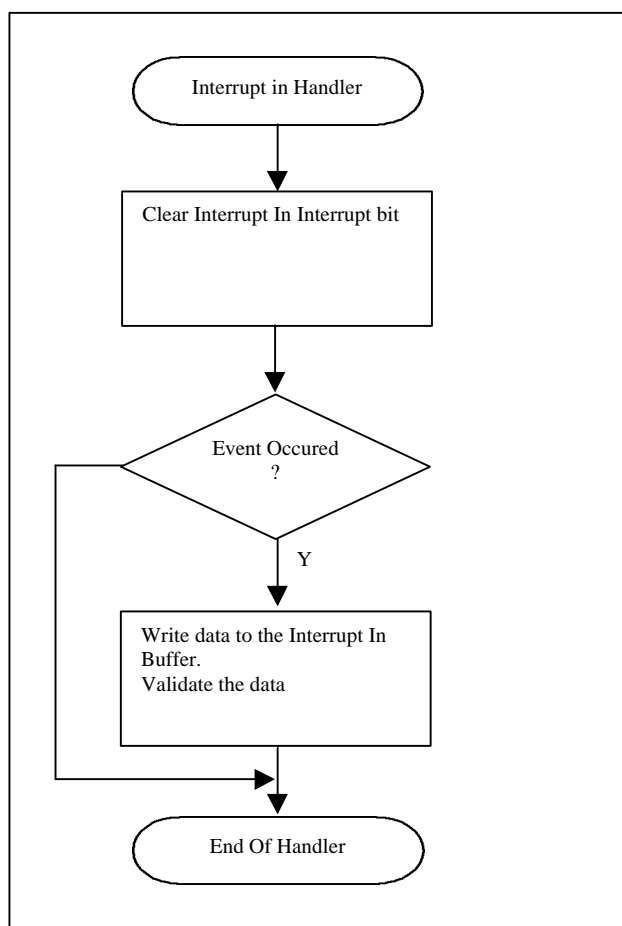 Interrupt in Handler
Clear Interrupt In Interrupt bit
Event Occured
?
Y
Write data to the Interrupt In
Buffer.
Validate the data
End Of Handler